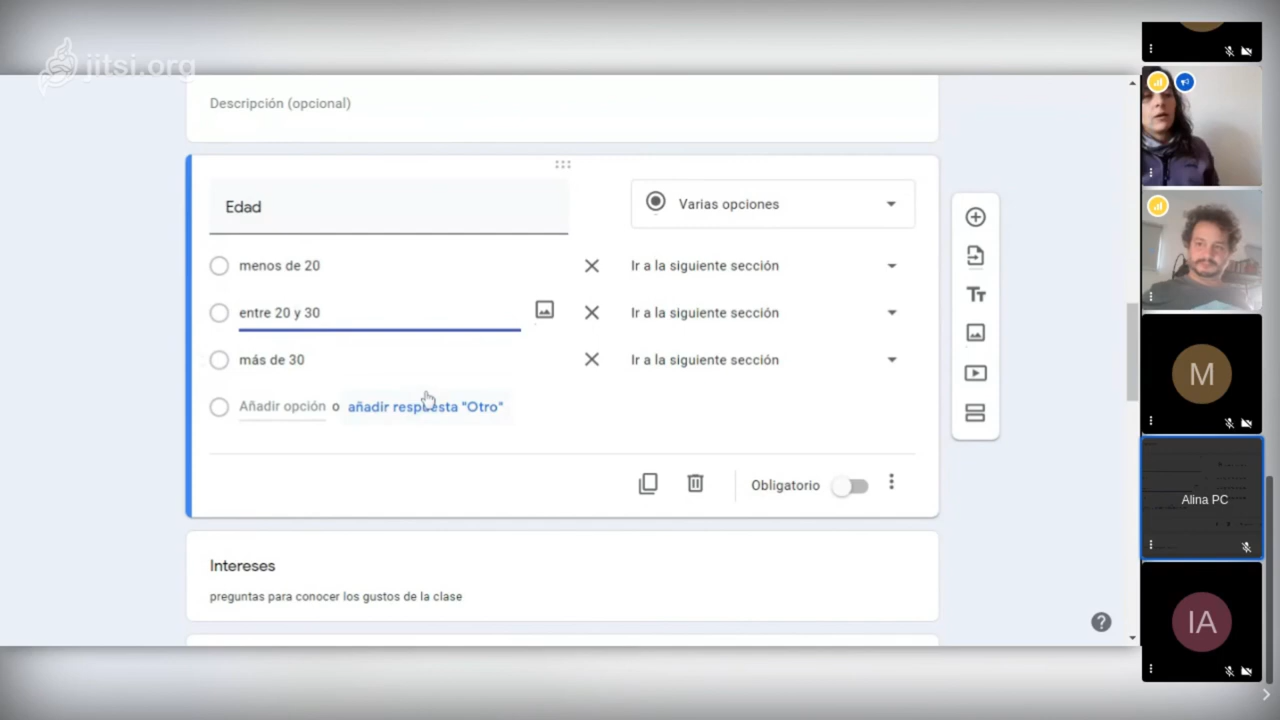 jitsi.org
Descripción (opcional)
Edad
Varias opciones
menos de 20
Ir a la siguiente sección
entre 20 y 30
Ir a la siguiente sección
más de 30
Ir a la siguiente sección
Añadir opción o añadir respuesta "Otro"
Obligatorio
Intereses
preguntas para conocer los gustos de la clase
M
Alina PC
IA